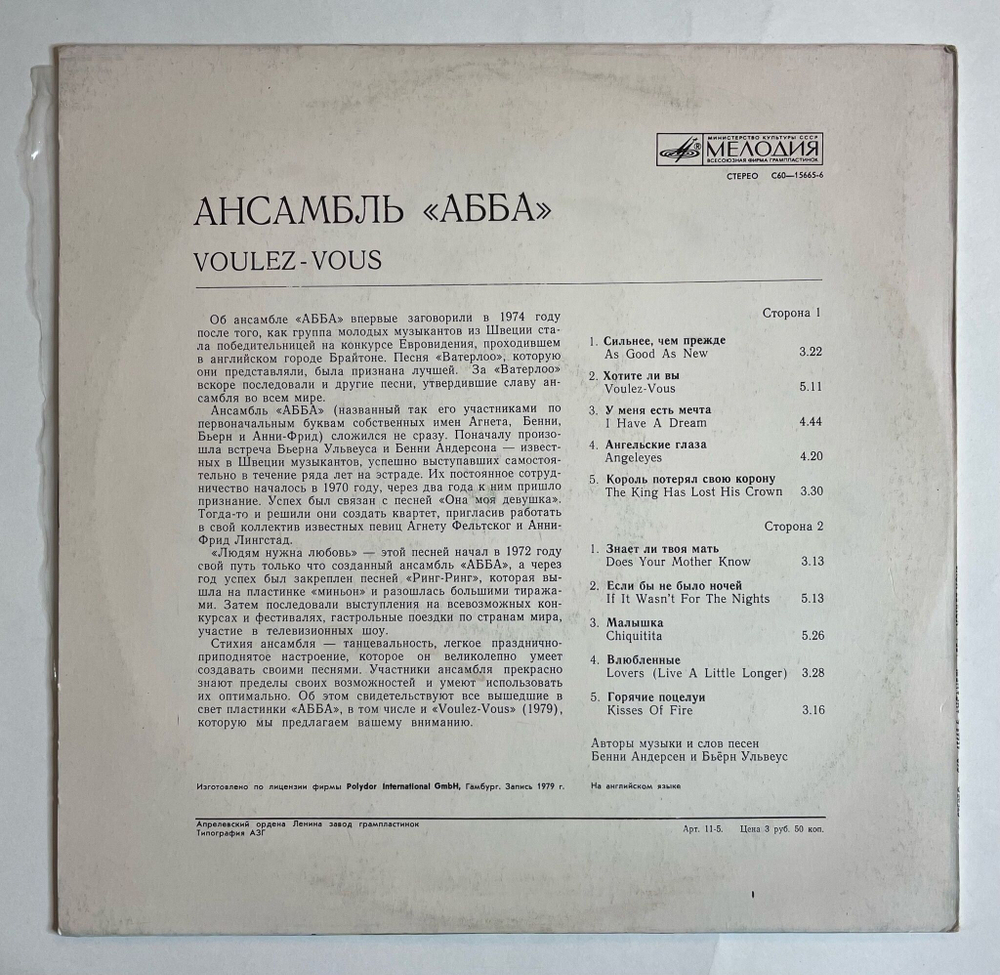 МИНИСТЕРСТВО КУЛЬТУРЫ СССР
МЕЛОДИЯ
ВСЕСОЮЗНАЯ ФИРМА ГРАМПЛАСТИНОК
СТЕРЕО С60—15665-6
АНСАМБЛЬ «АББА»
VOULEZ-VOUS
Об ансамбле «АББА» впервые заговорили в 1974 году
после того, как группа молодых музыкантов из Швеции ста-
ла победительницей на конкурсе Евровидения, проходившем
в английском городе Брайтоне. Песня «Ватерлоо», которую
они представляли, была признана лучшей. За «Ватерлоо»
вскоре последовали и другие песни, утвердившие славу ан-
самбля во всем мире.
Ансамбль «АББА» (названный так его участниками по
первоначальным буквам собственных имен Агнета, Бенни,
Бьерн и Анни-Фрид) сложился не сразу. Поначалу произо-
шла встреча Бьерна Ульвеуса и Бенни Андерсона — извест-
ных в Швеции музыкантов, успешно выступавших самостоя-
тельно в течение ряда лет на эстраде. Их постоянное сотруд-
ничество началось в 1970 году, через два года к ним пришло
признание. Успех был связан с песней «Она моя девушка».
Тогда-то и решили они создать квартет, пригласив работать
в свой коллектив известных певиц Агнету Фельтског и Анни-
Фрид Лингстад.
«Людям нужна любовь» — этой песней начал в 1972 году
свой путь только что созданный ансамбль «АББА», а через
год успех был закреплен песней «Ринг-Ринг», которая вы-
шла на пластинке «миньон» и разошлась большими тиража-
ми. Затем последовали выступления на всевозможных кон-
курсах и фестивалях, гастрольные поездки по странам мира,
участие в телевизионных шоу.
Стихия ансамбля — танцевальность, легкое празднично-
приподнятое настроение, которое он великолепно умеет
создавать своими песнями. Участники ансамбля прекрасно
знают пределы своих возможностей и умеют использовать
их оптимально. Об этом свидетельствуют все вышедшие в
свет пластинки «АББА», в том числе и «Voulez-Vous» (1979),
которую мы предлагаем вашему вниманию.
Сторона 1
1. Сильнее, чем прежде
As Good As New 3.22
2. Хотите ли вы
Voulez-Vous 5.11
3. У меня есть мечта
I Have A Dream 4.44
4. Ангельские глаза
Angeleyes 4.20
5. Король потерял свою корону
The King Has Lost His Crown 3.30
Сторона 2
1. Знает ли твоя мать
Does Your Mother Know 3.13
2. Если бы не было ночей
If It Wasn't For The Nights 5.13
3. Малышка
Chiquitita 5.26
4. Влюбленные
Lovers (Live A Little Longer) 3.28
5. Горячие поцелуи
Kisses Of Fire 3.16
Авторы музыки и слов песен
Бенни Андерсен и Бьёрн Ульвеус
Изготовлено по лицензии фирмы Polydor International GmbH, Гамбург. Запись 1979 г.
На английском языке
Апрелевский ордена Ленина завод грампластинок
Типография АЗГ
Арт. 11-5. Цена 3 руб. 50 коп.